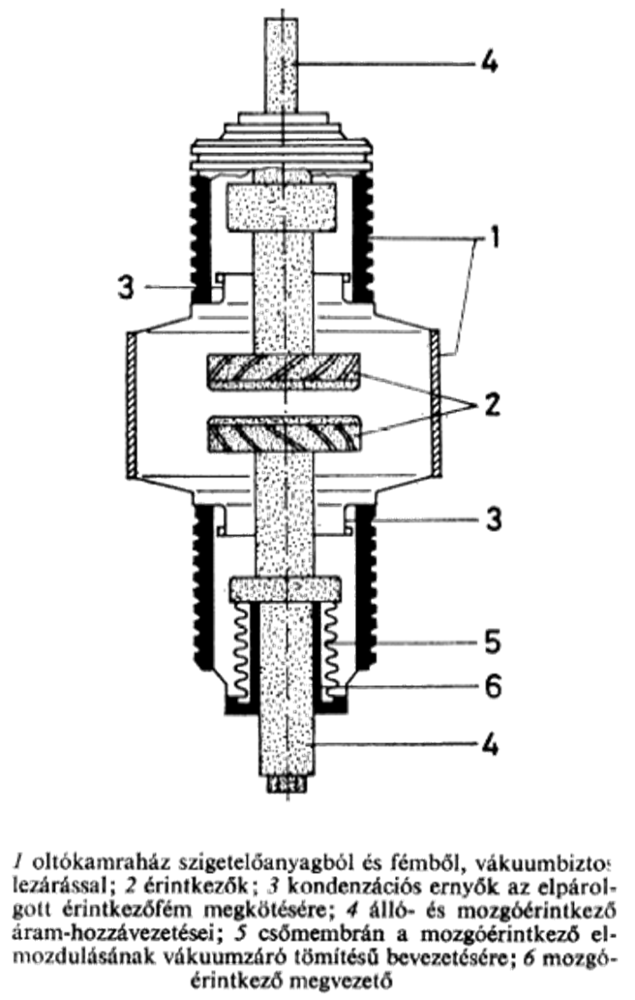 4
1
3
2
3
5
6
4
1 oltókamraház szigetelőanyagból és fémből, vákuumbiztos
lezárással; 2 érintkezők; 3 kondenzációs ernyők az elpárol-
gott érintkezőfém megkötésére; 4 álló- és mozgóérintkező
áram-hozzávezetései; 5 csőmembrán a mozgóérintkező el-
mozdulásának vákuumzáró tömítésű bevezetésére; 6 mozgó-
érintkező megvezető